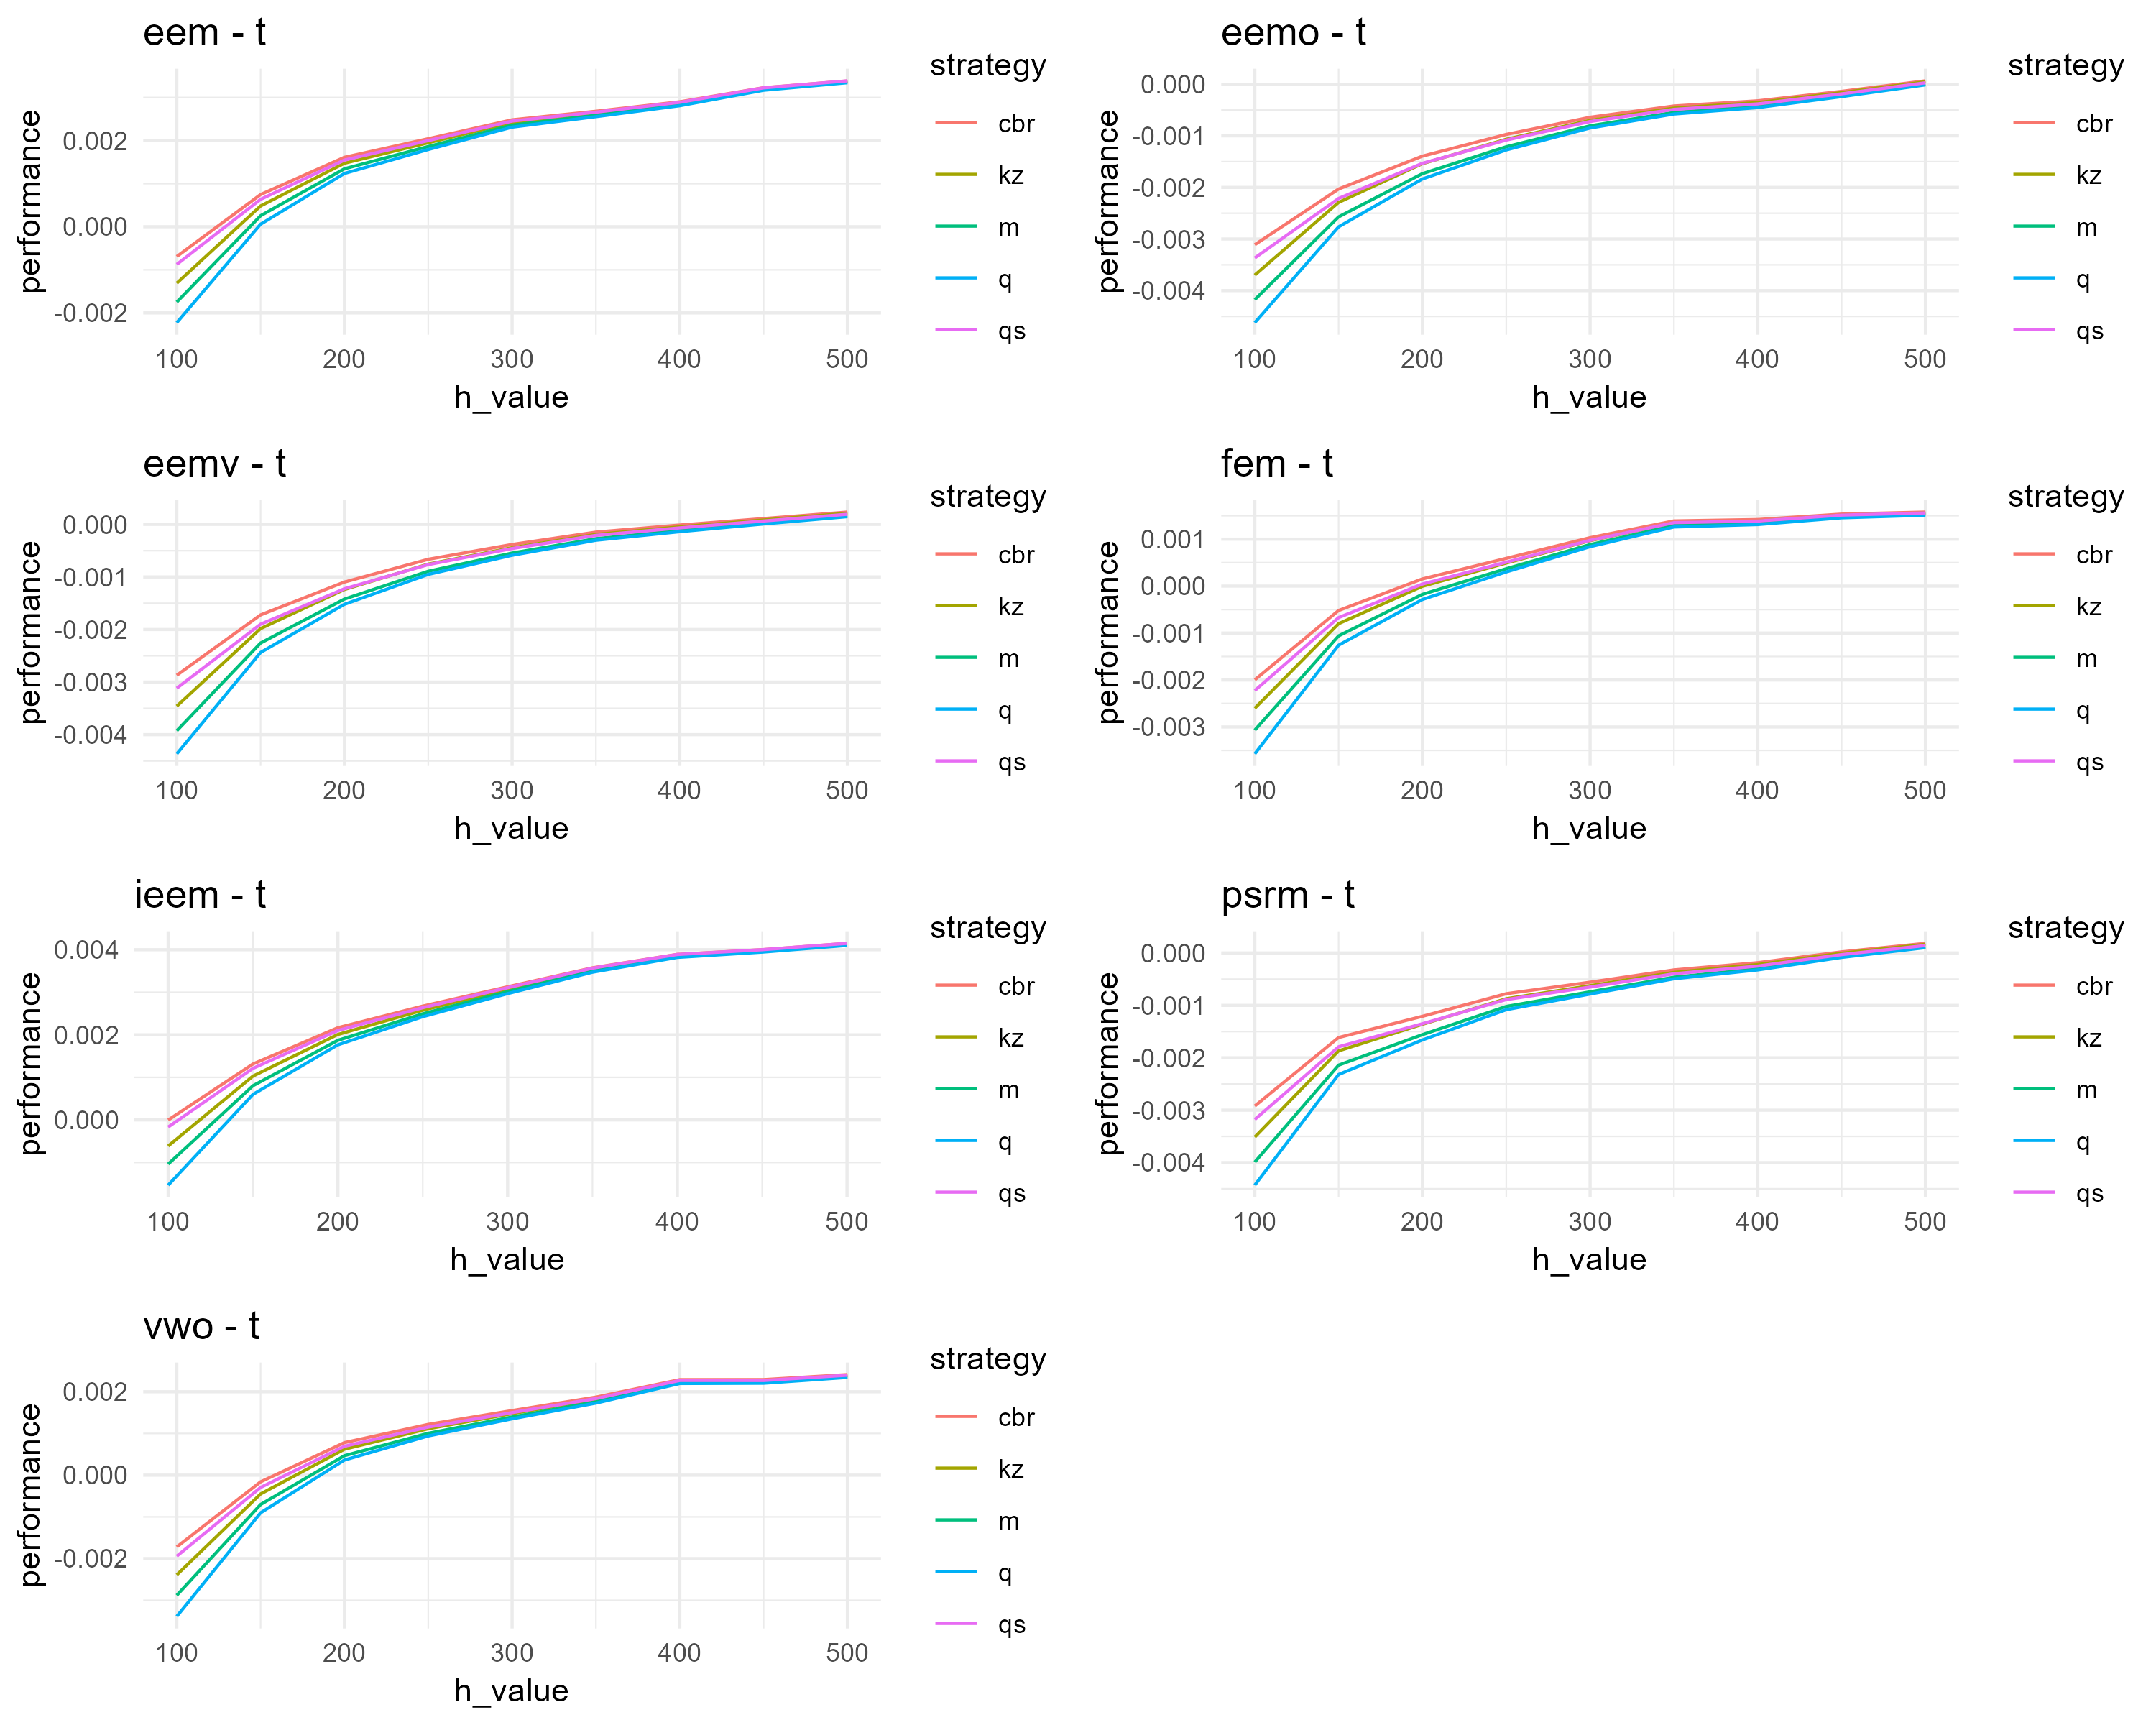 eem - t
performance
0.002
0.000
-0.002
100 200 300 400 500
h_value
strategy
cbr
kz
m
q
qs
eemo - t
performance
0.000
-0.001
-0.002
-0.003
-0.004
100 200 300 400 500
h_value
strategy
cbr
kz
m
q
qs
eemv - t
performance
0.000
-0.001
-0.002
-0.003
-0.004
100 200 300 400 500
h_value
strategy
cbr
kz
m
q
qs
fem - t
performance
0.001
0.000
-0.001
-0.002
-0.003
100 200 300 400 500
h_value
strategy
cbr
kz
m
q
qs
ieem - t
performance
0.004
0.002
0.000
100 200 300 400 500
h_value
strategy
cbr
kz
m
q
qs
psrm - t
performance
0.000
-0.001
-0.002
-0.003
-0.004
100 200 300 400 500
h_value
strategy
cbr
kz
m
q
qs
vwo - t
performance
0.002
0.000
-0.002
100 200 300 400 500
h_value
strategy
cbr
kz
m
q
qs